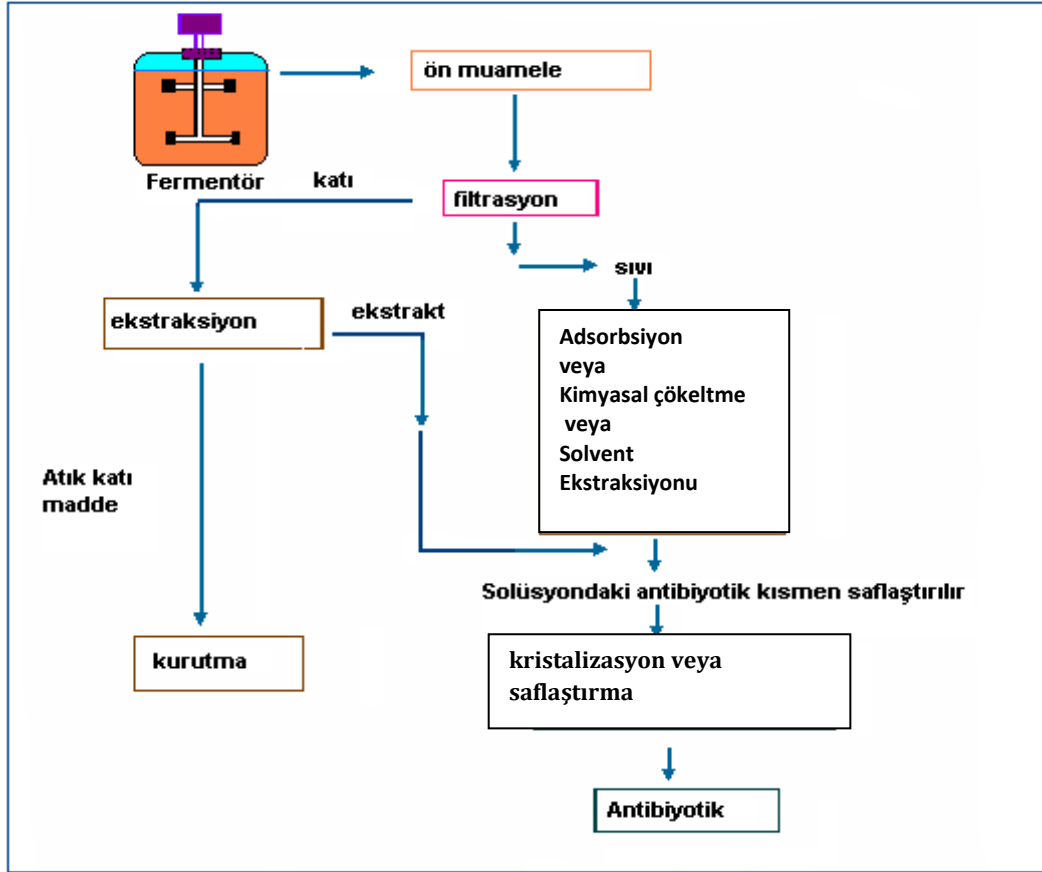 ön muamele
Fermentör
katı
filtrasyon
sıvı
ekstraksiyon
ekstrakt
Adsorbsiyon
veya
Kimyasal çökeltme
veya
Solvent
Ekstraksiyonu
Atık katı
madde
Solüsyondaki antibiyotik kısmen saflaştırılır
kurutma
kristalizasyon veya
saflaştırma
Antibiyotik